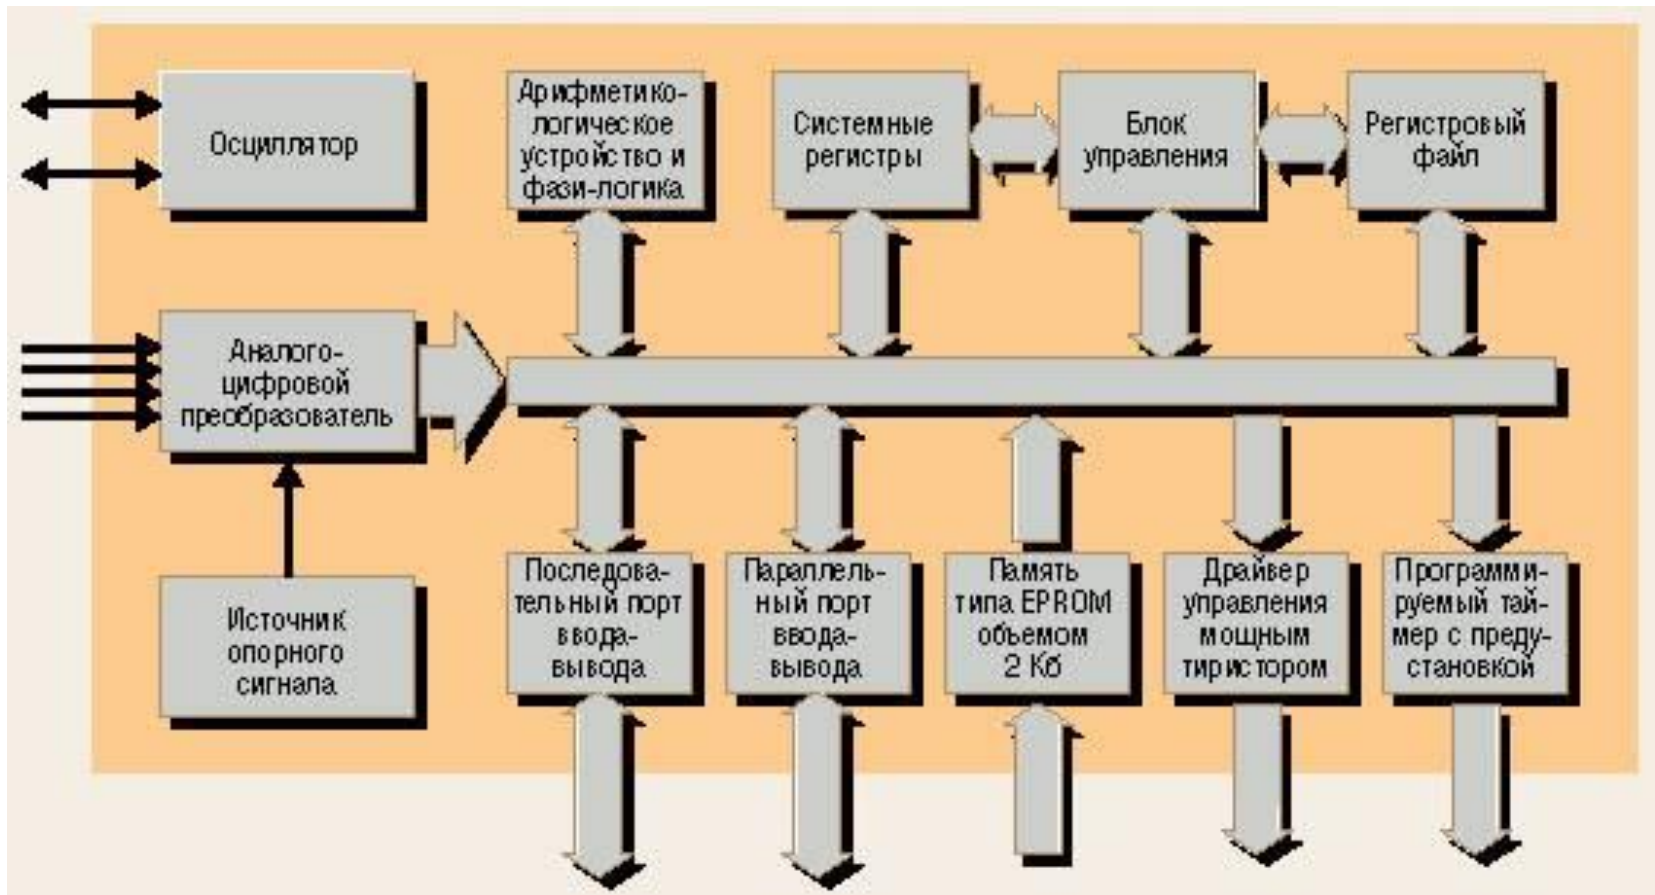 Осциллятор
Арифметико-
логическое
устройство и
фази-логика
Системные
регистры
Блок
управления
Регистровый
файл
Аналого-
цифровой
преобразователь
Источник
опорного
сигнала
Последова-
тельный порт
ввода-
вывода
Параллель-
ный порт
ввода-
вывода
Память
типа EPROM
объемом
2 Кб
Драйвер
управления
мощным
тиристором
Программи-
руемый тай-
мер с преду-
становкой